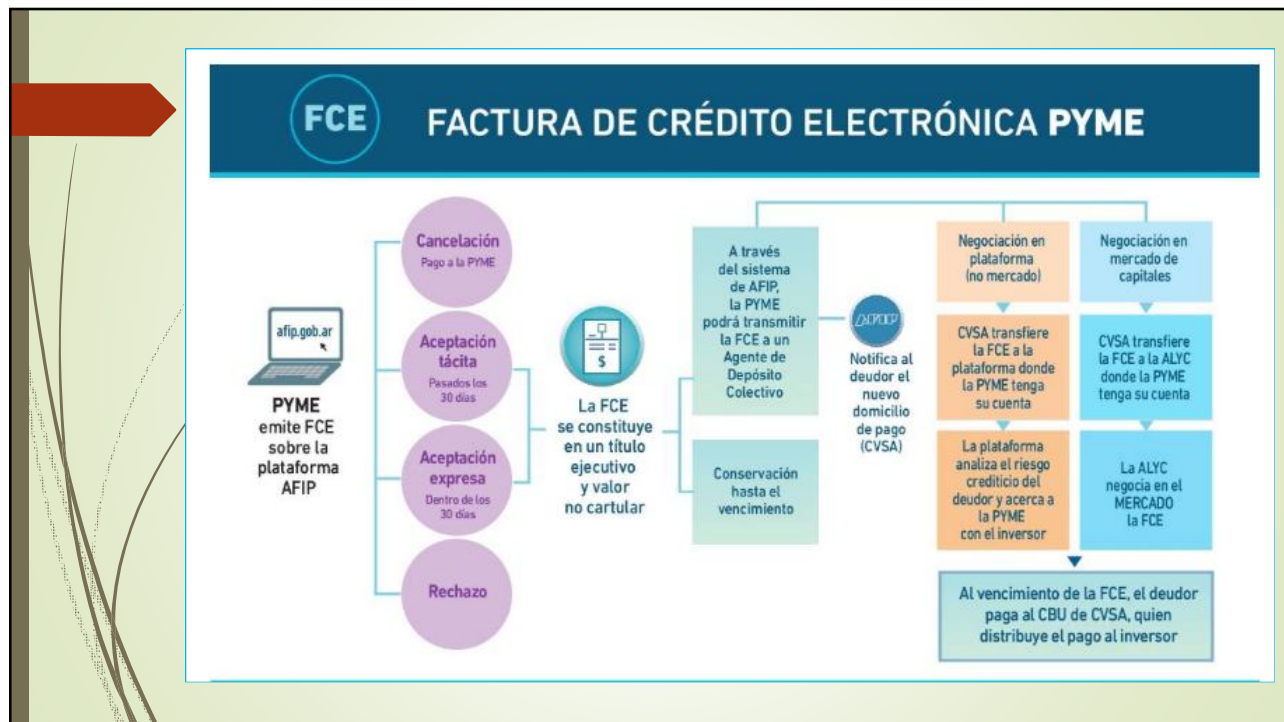 FCE
FACTURA DE CRÉDITO ELECTRÓNICA PYME
afip.gob.ar
PYME
emite FCE
sobre la
plataforma
AFIP
Cancelación
Pago a la PYME
Aceptación
tácita
Pasados los
30 días
Aceptación
expresa
Dentro de los
30 días
Rechazo
$
La FCE
se constituye
en un título
ejecutivo
y valor
no cartular
A través
del sistema
de AFIP,
la PYME
podrá transmitir
la FCE a un
Agente de
Depósito
Colectivo
Conservación
hasta el
vencimiento
AFIP
Notifica al
deudor el
nuevo
domicilio
de pago
(CVSA)
Negociación en
plataforma
(no mercado)
CVSA transfiere
la FCE a la
plataforma donde
la PYME tenga
su cuenta
La plataforma
analiza el riesgo
crediticio del
deudor y acerca a
la PYME
con el inversor
Negociación en
mercado de
capitales
CVSA transfiere
la FCE a la ALYC
donde la PYME
tenga su cuenta
La ALYC
negocia en el
MERCADO
la FCE
Al vencimiento de la FCE, el deudor
paga al CBU de CVSA, quien
distribuye el pago al inversor